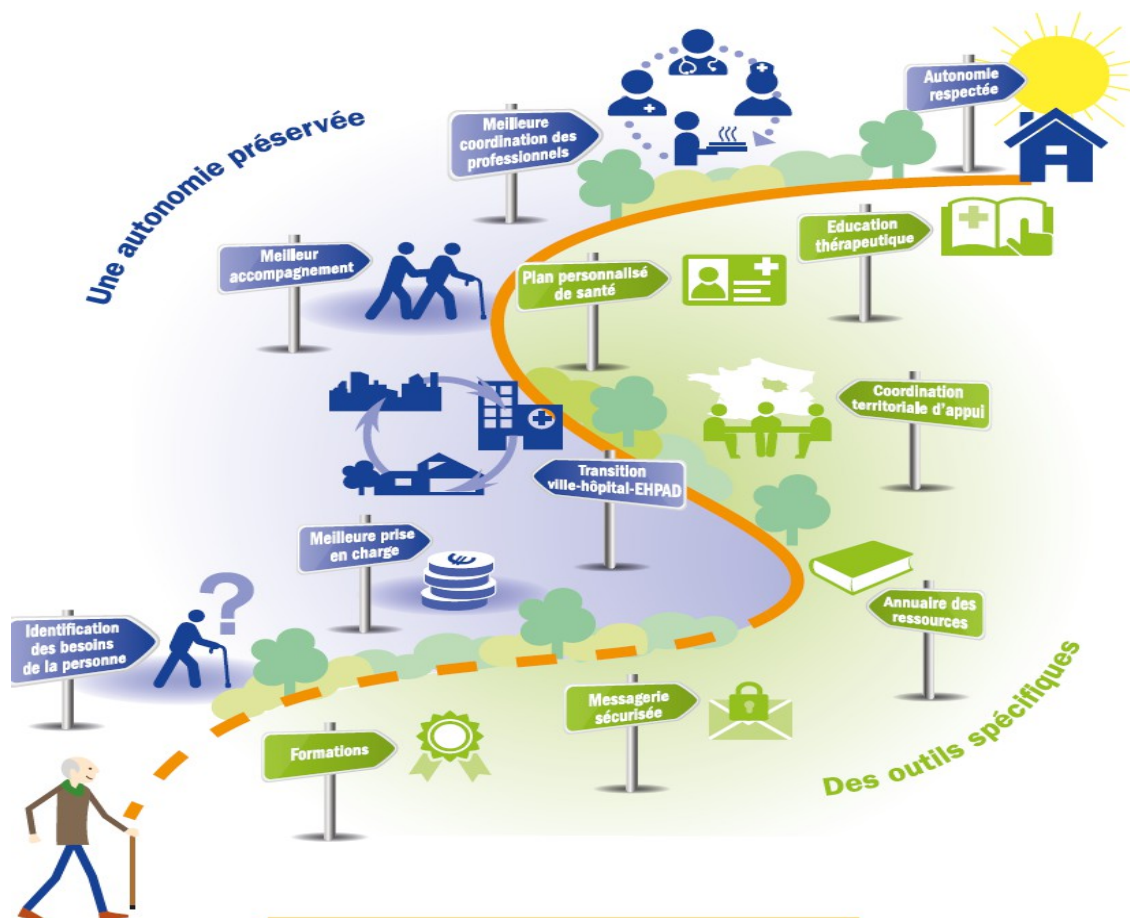 Autonomie
respectée
Meilleure
coordination des
professionnels
Une autonomie préservée
Education
thérapeutique
Meilleur
accompagnement
Plan personnalisé
de santé
Coordination
territoriale d'appui
Transition
ville-hôpital-EHPAD
Meilleure prise
en charge
Annuaire des
ressources
Identification
des besoins
de la personne
Messagerie
sécurisée
Formations
Des outils spécifiques